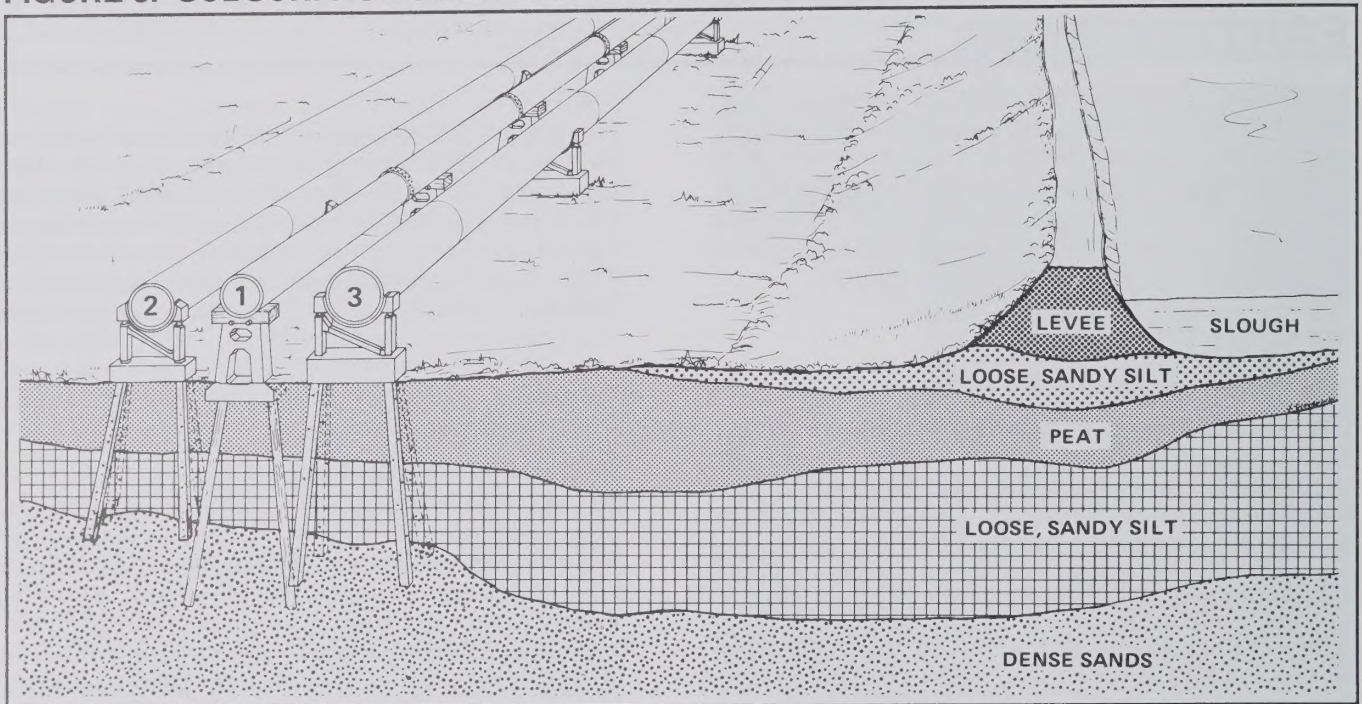 2
1
3
LEVEE
SLOUGH
LOOSE, SANDY SILT
PEAT
LOOSE, SANDY SILT
DENSE SANDS